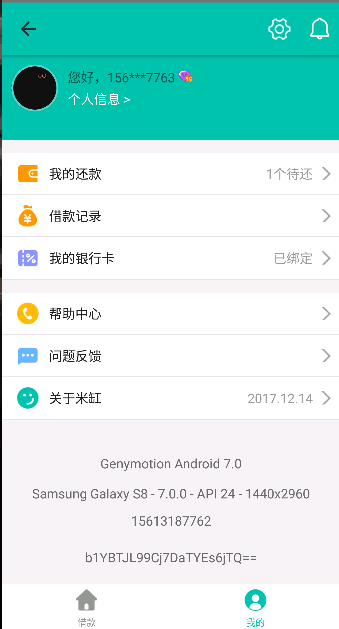 您好，156***7763
个人信息 >
我的还款 1个待还
借款记录
我的银行卡 已绑定
帮助中心
问题反馈
关于米缸 2017.12.14
Genymotion Android 7.0
Samsung Galaxy S8 - 7.0.0 - API 24 - 1440x2960
15613187762
b1YBTJL99Cj7DaTYEs6jTQ==
借款 我的